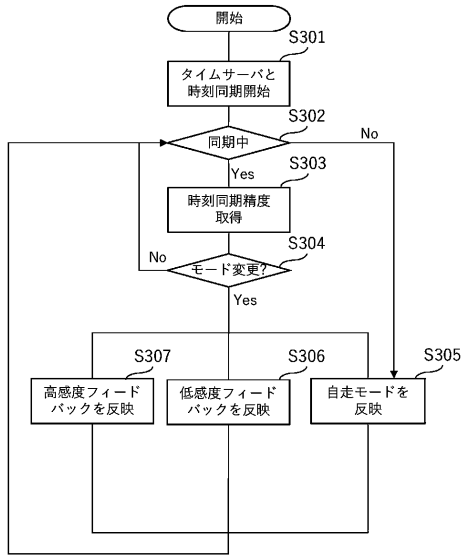 開始
S301
タイムサーバと
時刻同期開始
S302
同期中
No
Yes
S303
時刻同期精度
取得
S304
モード変更?
No
Yes
S307
高感度フィード
バックを反映
S306
低感度フィード
バックを反映
S305
自走モードを
反映